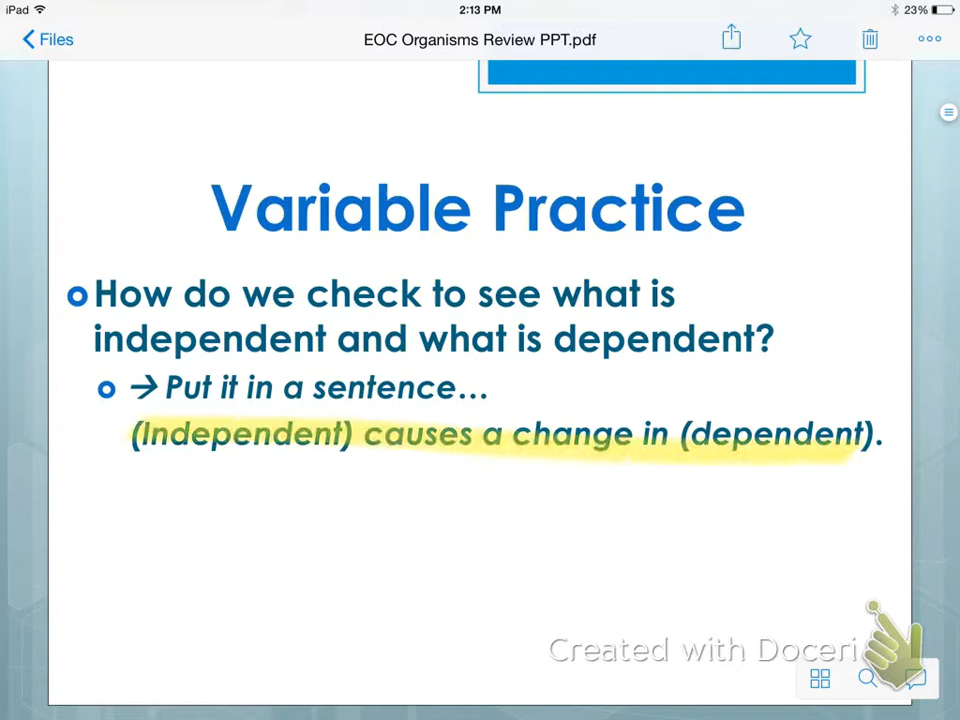 iPad 2:13 PM 23%
Files EOC Organisms Review PPT.pdf
Variable Practice
How do we check to see what is
independent and what is dependent?
→ Put it in a sentence...
(Independent) causes a change in (dependent).
Created with Doceri